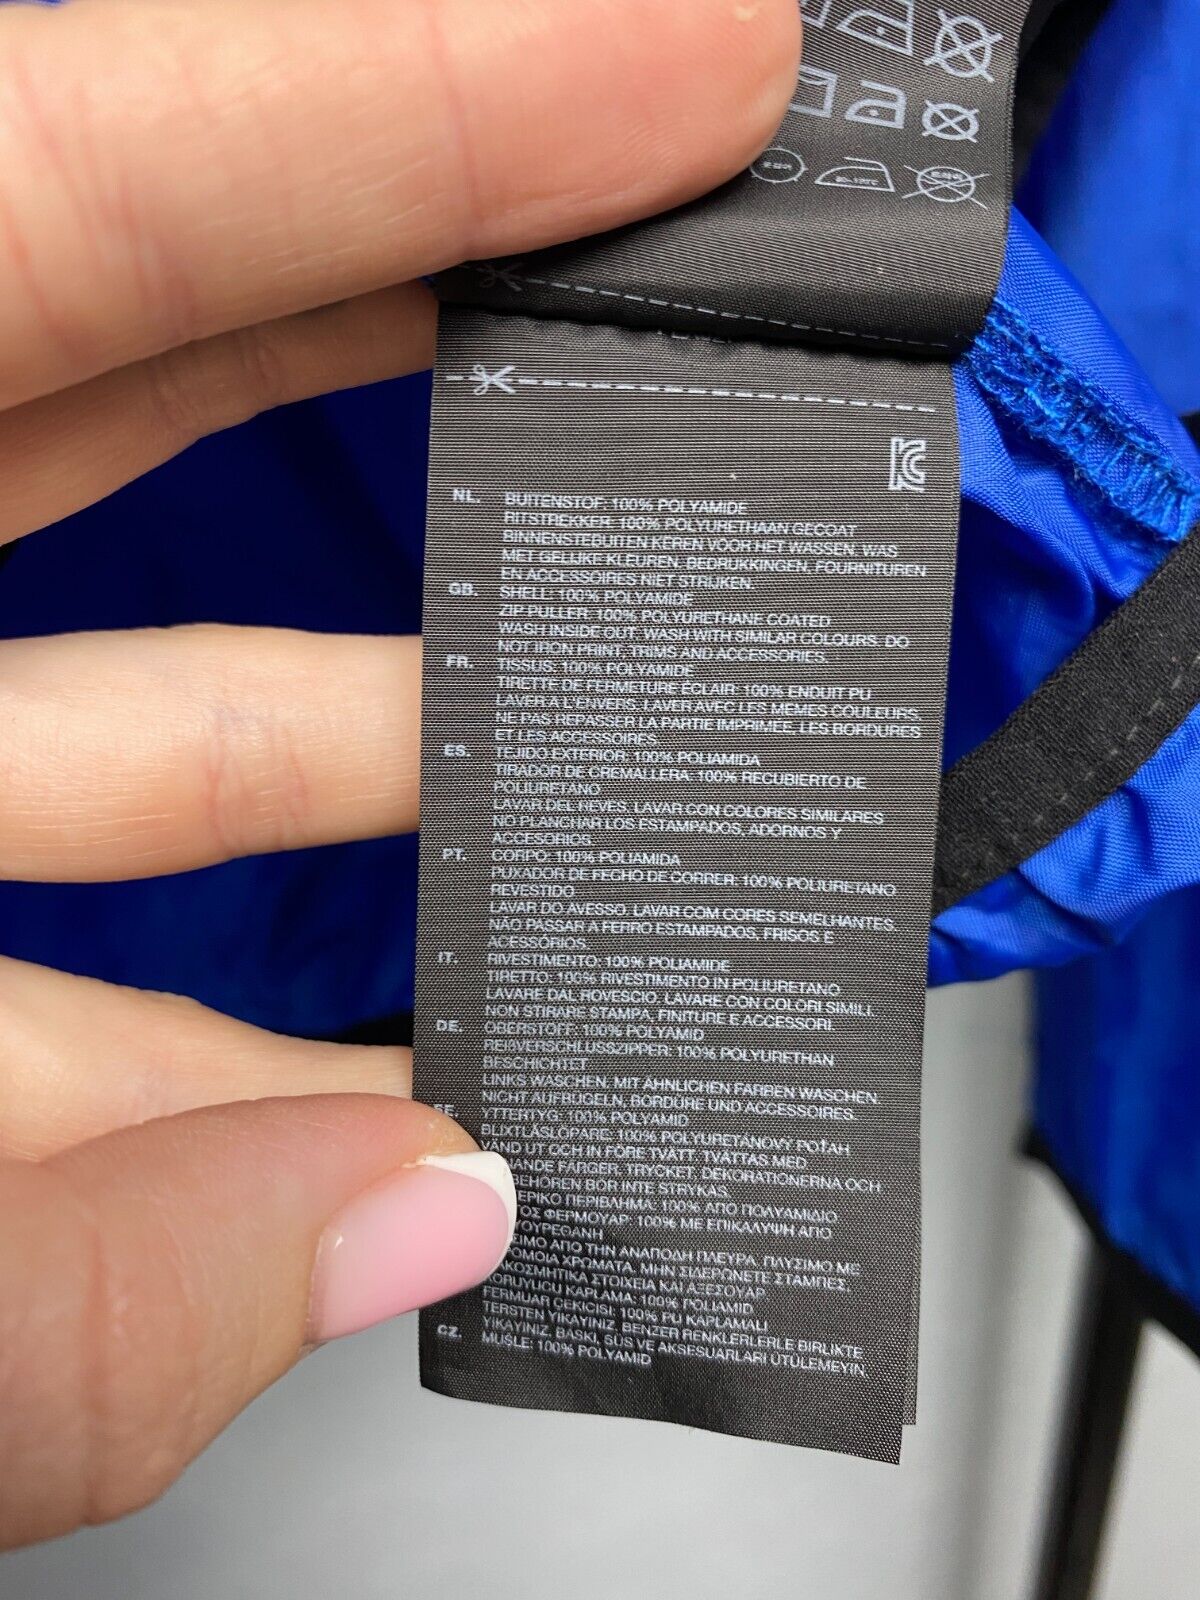 NL. BUITENSTOF: 100% POLYAMIDE
RITSTREKKER: 100% POLYURETHAAN GECOAT
BINNENSTEBUITEN KEREN VOOR HET WASSEN. WAS
MET GELIJKE KLEUREN. BEDRUKKINGEN, FOURNITUREN
EN ACCESSOIRES NIET STRIJKEN.
GB. SHELL: 100% POLYAMIDE
ZIP PULLER: 100% POLYURETHANE COATED
WASH INSIDE OUT. WASH WITH SIMILAR COLOURS. DO
NOT IRON PRINT, TRIMS AND ACCESSORIES.
FR. TISSUS: 100% POLYAMIDE
TIRETTE DE FERMETURE ECLAIR: 100% ENDUIT PU
LAVER A L'ENVERS. LAVER AVEC LES MEMES COULEURS.
NE PAS REPASSER LA PARTIE IMPRIMEE, LES BORDURES
ET LES ACCESSOIRES.
ES. TEJIDO EXTERIOR: 100% POLIAMIDA
TIRADOR DE CREMALLERA: 100% RECUBIERTO DE
POLIURETANO
LAVAR DEL REVES. LAVAR CON COLORES SIMILARES
NO PLANCHAR LOS ESTAMPADOS, ADORNOS Y
ACCESORIOS.
PT. CORPO: 100% POLIAMIDA
PUXADOR DE FECHO DE CORRER: 100% POLIURETANO
REVESTIDO
LAVAR DO AVESSO. LAVAR COM CORES SEMELHANTES.
NÃO PASSAR A FERRO ESTAMPADOS, FRISOS E
ACESSÓRIOS.
IT. RIVESTIMENTO: 100% POLIAMIDE
TIRETTO: 100% RIVESTIMENTO IN POLIURETANO
LAVARE DAL ROVESCIO. LAVARE CON COLORI SIMILI.
NON STIRARE STAMPA, FINITURE E ACCESSORI.
DE. OBERSTOFF: 100% POLYAMID
REIßVERSCHLUSSZIPPER: 100% POLYURETHAN
BESCHICHTET
LINKS WASCHEN. MIT ÄHNLICHEN FARBEN WASCHEN
NICHT AUFBÜGELN, BORDURE UND ACCESSOIRES.
SE. YTTERTYG: 100% POLYAMID
BLIXTLÅSLÖPARE: 100% POLYURETANOVÝ POŤAH
VÄND UT OCH IN FÖRE TVÄTT. TVÄTTAS MED
FÄRGER. TRYCKET, DEKORATIONERNA OCH
BÖR INTE STRYKAS.
ΠΕΡΙΒΛΗΜΑ: 100% ΑΠΟ ΠΟΛΥΑΜΙΔΙΟ
ΦΕΡΜΟΥΑΡ: 100% ΜΕ ΕΠΙΚΑΛΥΨΗ ΑΠΟ
ΑΠΟ ΤΗΝ ΑΝΑΠΟΔΗ ΠΛΕΥΡΑ. ΠΛΥΣΙΜΟ ΜΕ
ΧΡΩΜΑΤΑ. ΜΗΝ ΣΙΔΕΡΩΝΕΤΕ ΣΤΑΜΠΕΣ,
ΣΤΟΙΧΕΙΑ ΚΑΙ ΑΞΕΣΟΥΑΡ
KORUYUCU KAPLAMA: 100% POLIAMID
FERMUAR ÇEKICISI: 100% PU KAPLAMALI
TERSTEN YIKAYINIZ. BENZER RENKLERLERLE BIRLIKTE
YIKAYINIZ. BASKI, SÜS VE AKSESUARLARI ÜTÜLEMEYIN.
CZ. MUŠLE: 100% POLYAMID